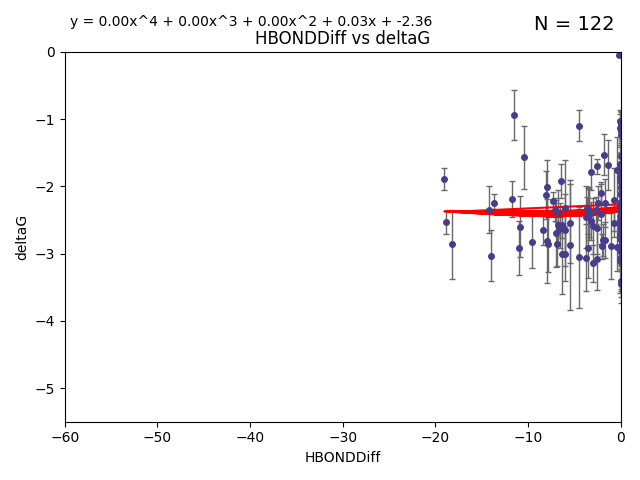 y = 0.00x^4 + 0.00x^3 + 0.00x^2 + 0.03x + -2.36
N = 122
HBONDDiff vs deltaG
0
−1
−2
−3
−4
−5
deltaG
−60 −50 −40 −30 −20 −10 0
HBONDDiff